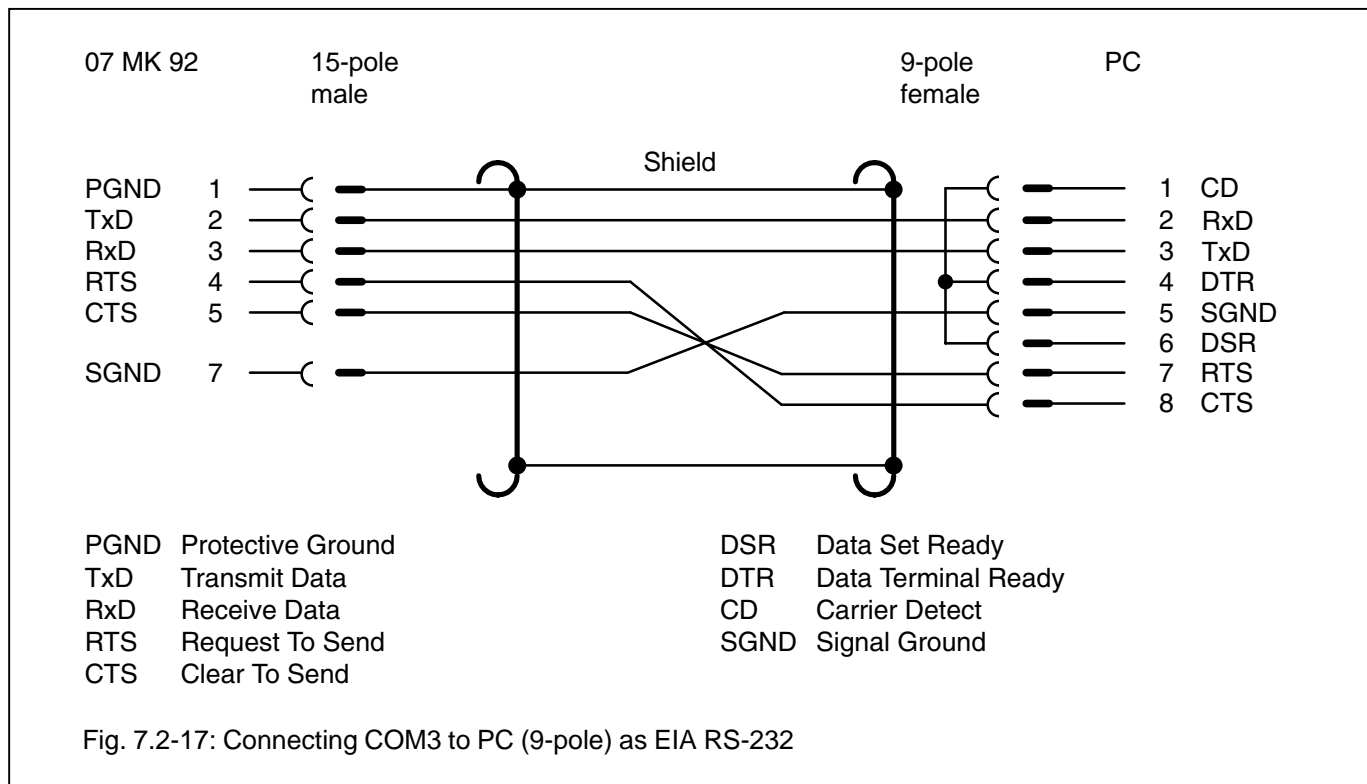 07 MK 92 15-pole male 9-pole female PC
Shield
PGND 1 1 CD
TxD 2 2 RxD
RxD 3 3 TxD
RTS 4 4 DTR
CTS 5 5 SGND
6 DSR
SGND 7 7 RTS
8 CTS
PGND Protective Ground DSR Data Set Ready
TxD Transmit Data DTR Data Terminal Ready
RxD Receive Data CD Carrier Detect
RTS Request To Send SGND Signal Ground
CTS Clear To Send
Fig. 7.2-17: Connecting COM3 to PC (9-pole) as EIA RS-232